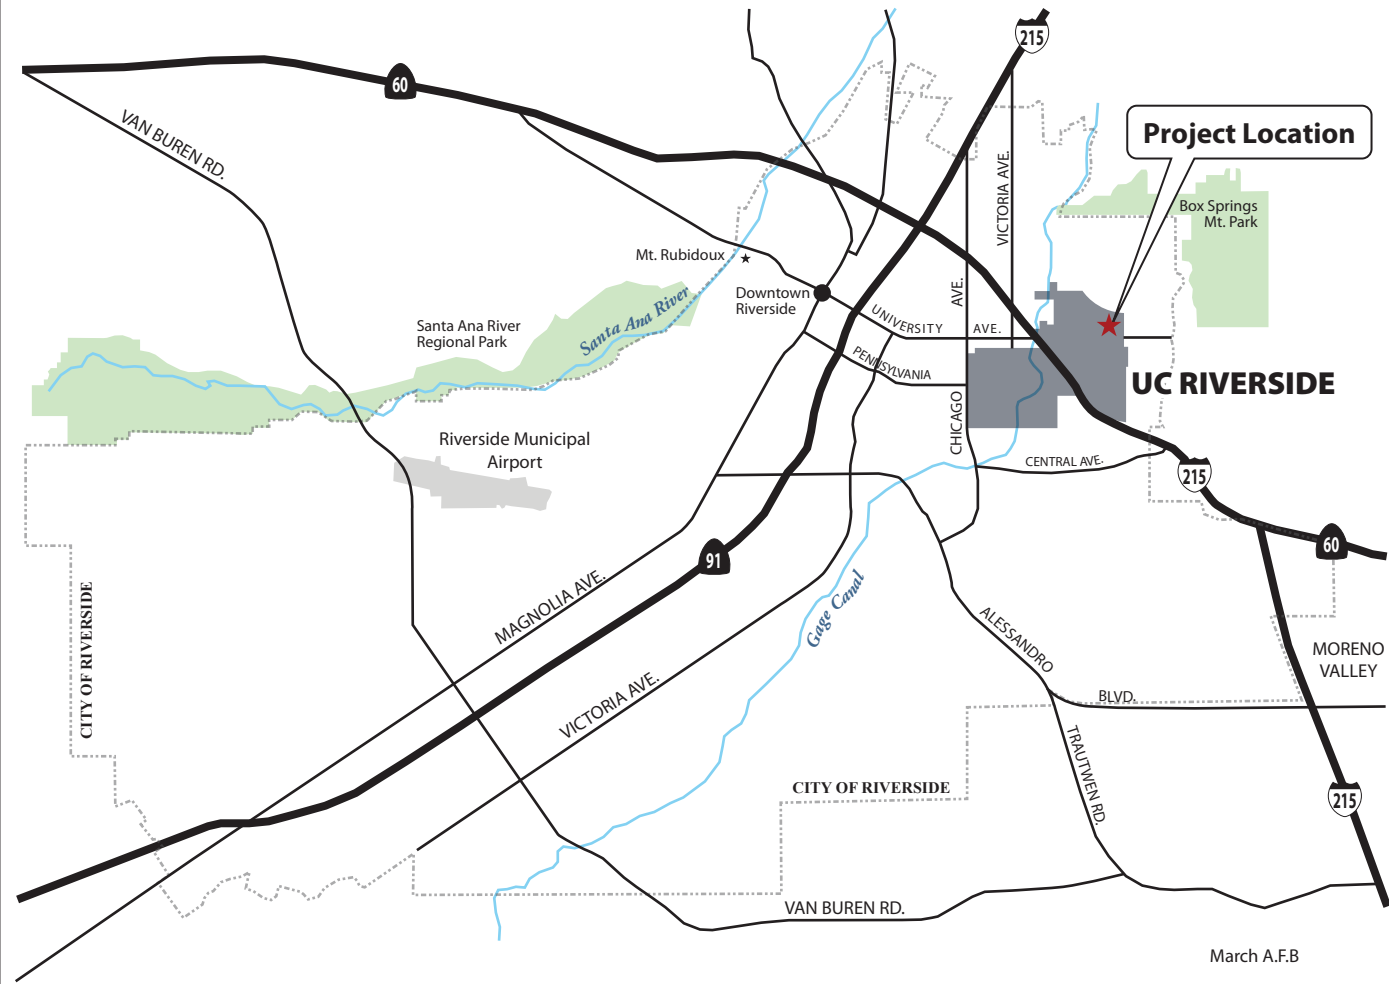 215
60
VAN BUREN RD.
Project Location
VICTORIA AVE.
Box Springs
Mt. Park
Mt. Rubidoux
Downtown
Riverside
Santa Ana River
Santa Ana River
Regional Park
UNIVERSITY AVE.
AVE.
PENNSYLVANIA
UC RIVERSIDE
CHICAGO
Riverside Municipal
Airport
CENTRAL AVE.
215
60
91
MAGNOLIA AVE.
Gage Canal
CITY OF RIVERSIDE
ALESSANDRO
MORENO
VALLEY
VICTORIA AVE.
BLVD.
TRAUTWEN RD.
CITY OF RIVERSIDE
215
VAN BUREN RD.
March A.F.B